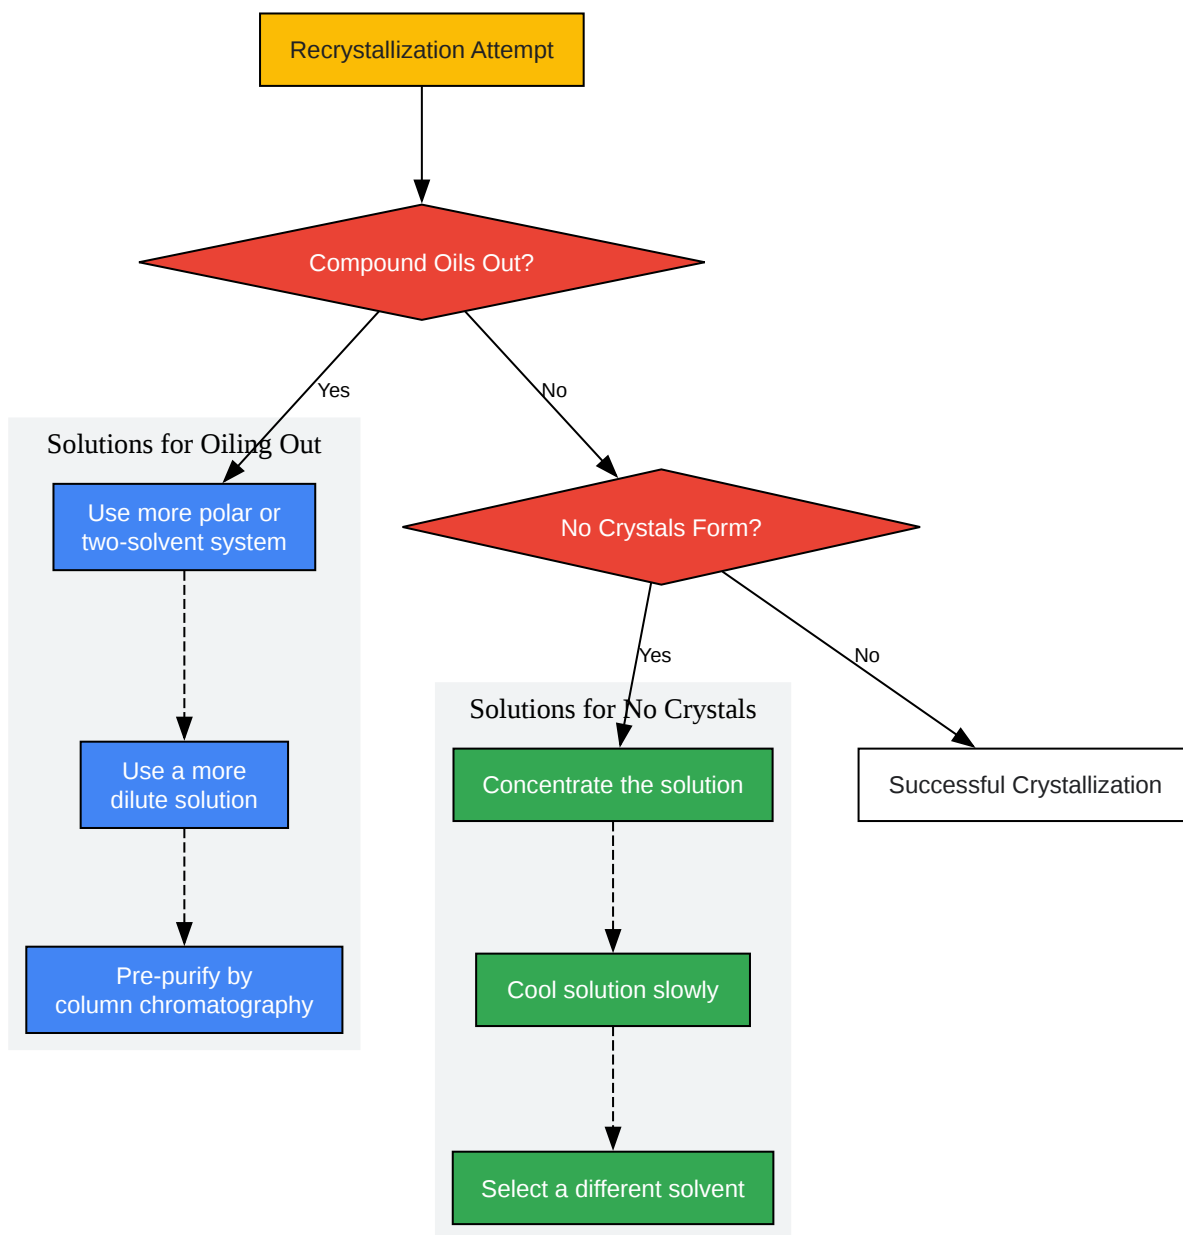 Recrystallization Attempt
Compound Oils Out?
Yes
No
Solutions for Oiling Out
Use more polar or
two-solvent system
Use a more
dilute solution
Pre-purify by
column chromatography
No Crystals Form?
Yes
No
Solutions for No Crystals
Concentrate the solution
Cool solution slowly
Select a different solvent
Successful Crystallization